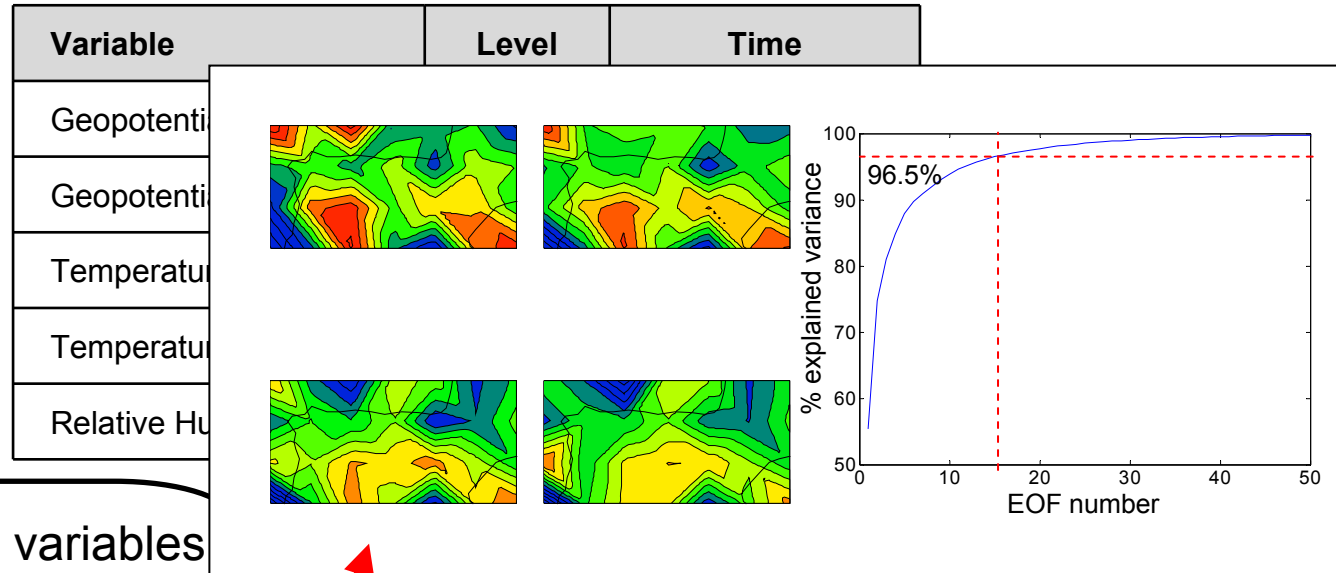 Variable Level Time
Geopotenti
Geopotenti
Temperatu
Temperatu
Relative Hu
variables
100
90
80
70
60
50
96.5%
% explained variance
0 10 20 30 40 50
EOF number